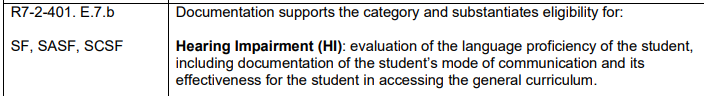 R7-2-401. E.7.b
SF, SASF, SCSF
Documentation supports the category and substantiates eligibility for:
Hearing Impairment (HI): evaluation of the language proficiency of the student,
including documentation of the student’s mode of communication and its
effectiveness for the student in accessing the general curriculum.